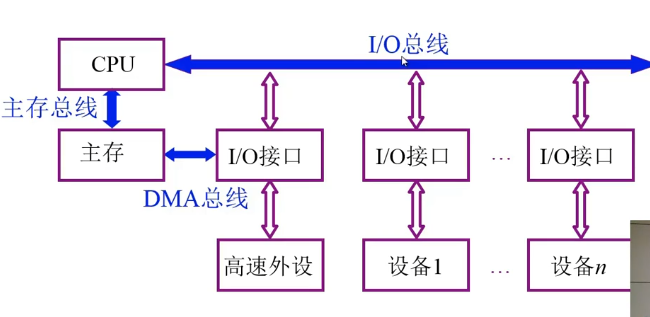 I/O总线
CPU
主存总线
主存
I/O接口
I/O接口
...
I/O接口
DMA总线
高速外设
设备1
...
设备n